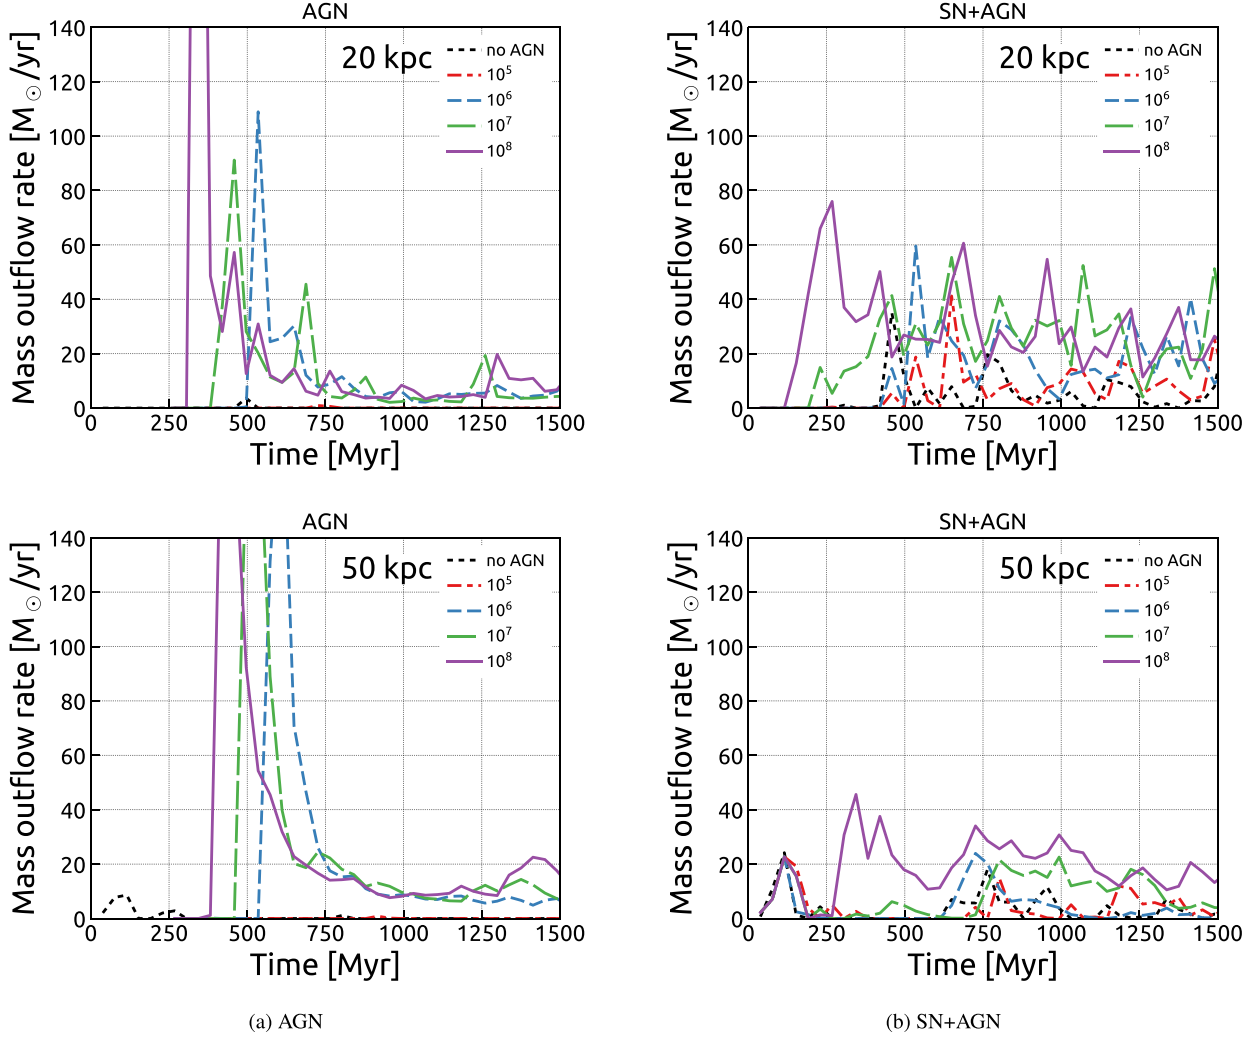 AGN
Mass outflow rate [M⊙/yr]
140
120
100
80
60
40
20
0
20 kpc
no AGN
10⁵
10⁶
10⁷
10⁸
0 250 500 750 1000 1250 1500
Time [Myr]
SN+AGN
Mass outflow rate [M⊙/yr]
140
120
100
80
60
40
20
0
20 kpc
no AGN
10⁵
10⁶
10⁷
10⁸
0 250 500 750 1000 1250 1500
Time [Myr]
AGN
Mass outflow rate [M⊙/yr]
140
120
100
80
60
40
20
0
50 kpc
no AGN
10⁵
10⁶
10⁷
10⁸
0 250 500 750 1000 1250 1500
Time [Myr]
(a) AGN
SN+AGN
Mass outflow rate [M⊙/yr]
140
120
100
80
60
40
20
0
50 kpc
no AGN
10⁵
10⁶
10⁷
10⁸
0 250 500 750 1000 1250 1500
Time [Myr]
(b) SN+AGN